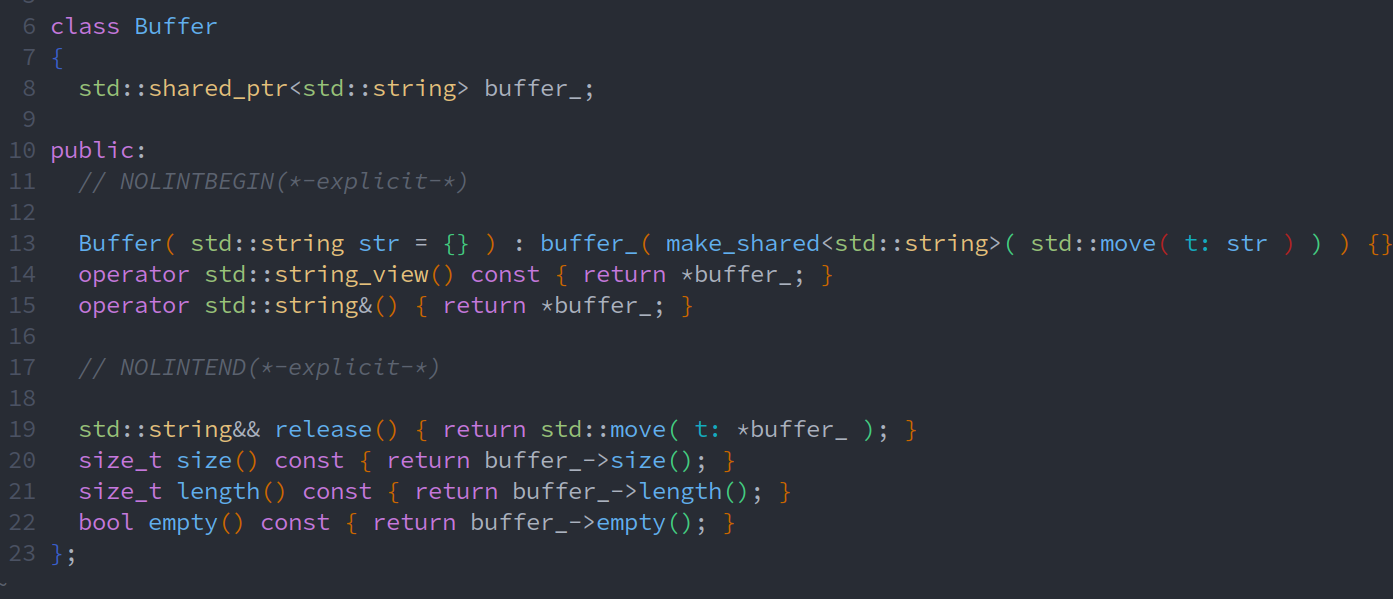 6 class Buffer
7 {
8   std::shared_ptr<std::string> buffer_;
9
10 public:
11   // NOLINTBEGIN(*-explicit-*)
12
13   Buffer( std::string str = {} ) : buffer_( make_shared<std::string>( std::move( t: str ) ) ) {}
14   operator std::string_view() const { return *buffer_; }
15   operator std::string&() { return *buffer_; }
16
17   // NOLINTEND(*-explicit-*)
18
19   std::string&& release() { return std::move( t: *buffer_ ); }
20   size_t size() const { return buffer_->size(); }
21   size_t length() const { return buffer_->length(); }
22   bool empty() const { return buffer_->empty(); }
23 };